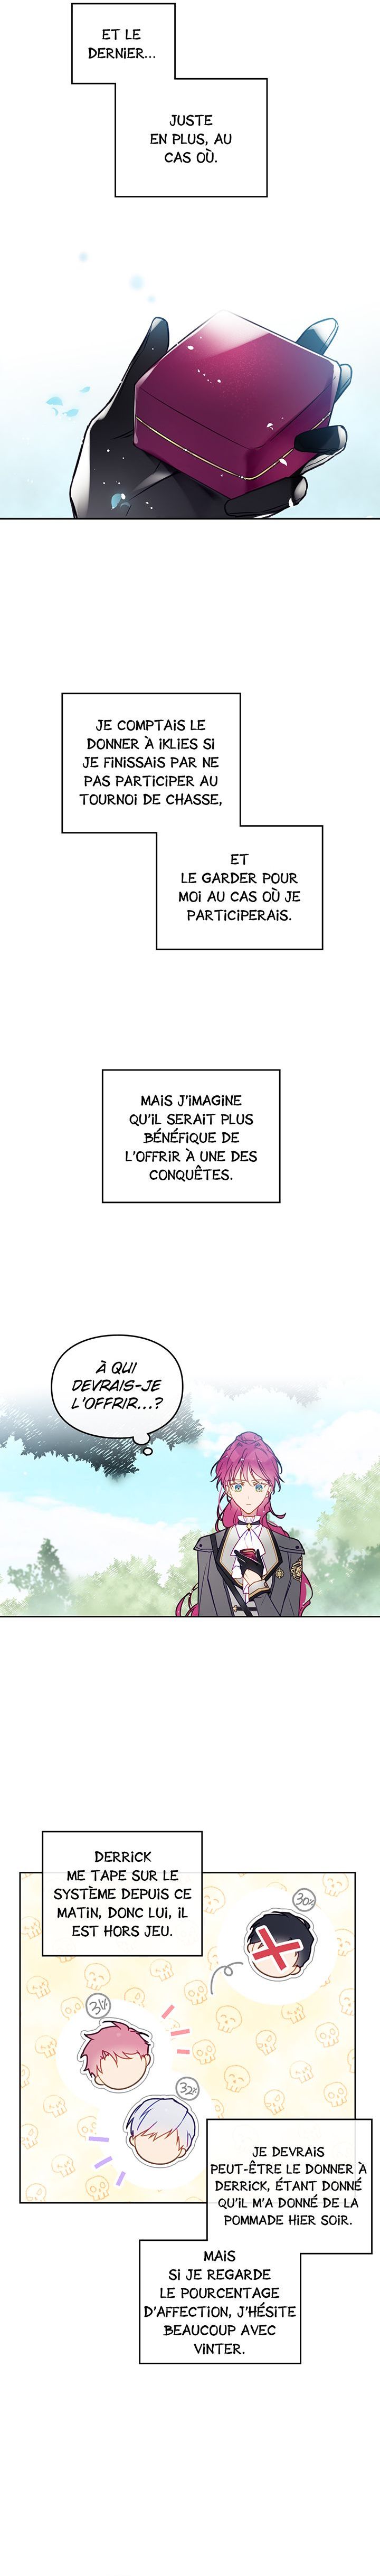 ET LE
DERNIER...
JUSTE
EN PLUS, AU
CAS OÙ.
JE COMPTAIS LE
DONNER À IKLIES SI
JE FINISSAIS PAR NE
PAS PARTICIPER AU
TOURNOI DE CHASSE,
ET
LE GARDER POUR
MOI AU CAS OÙ JE
PARTICIPERAIS.
MAIS J'IMAGINE
QU'IL SERAIT PLUS
BÉNÉFIQUE DE
L'OFFRIR À UNE DES
CONQUÊTES.
À QUI
DEVRAIS-JE
L'OFFRIR...?
DERRICK
ME TAPE SUR LE
SYSTÈME DEPUIS CE
MATIN, DONC LUI, IL
EST HORS JEU.
30%
31%
32%
JE DEVRAIS
PEUT-ÊTRE LE DONNER À
DERRICK, ÉTANT DONNÉ
QU'IL M'A DONNÉ DE LA
POMMADE HIER SOIR.
MAIS
SI JE REGARDE
LE POURCENTAGE
D'AFFECTION, J'HÉSITE
BEAUCOUP AVEC
VINTER.